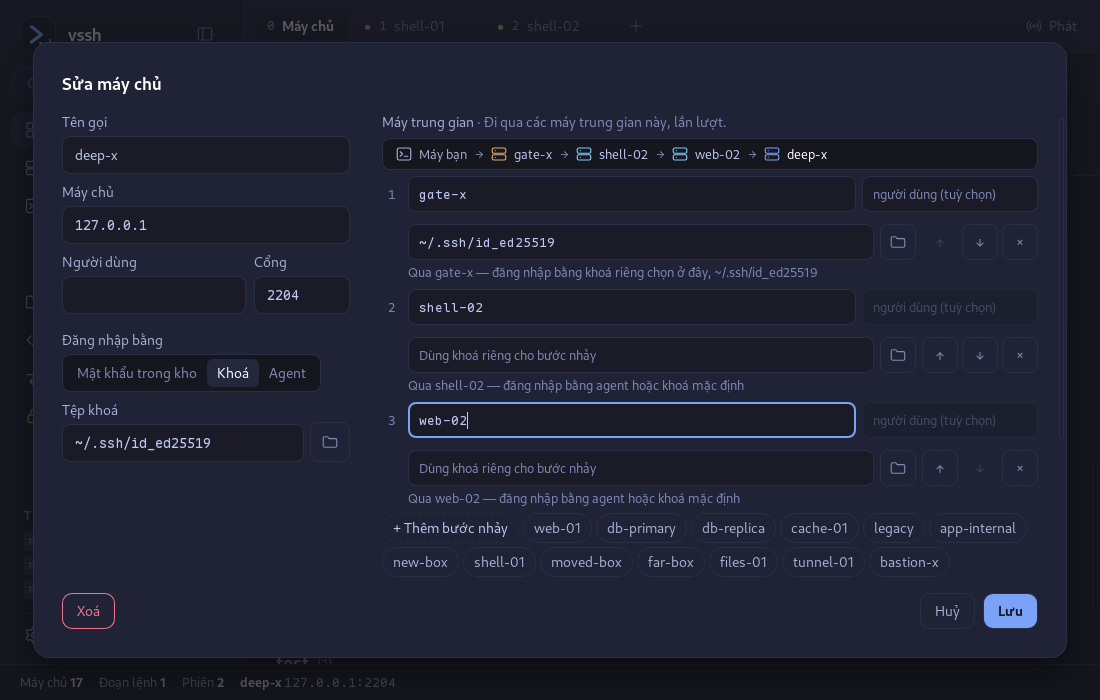 vssh
0 Máy chủ
1 shell-01
2 shell-02
+
Phát
Sửa máy chủ
Tên gọi
deep-x
Máy chủ
127.0.0.1
Người dùng
Cổng
2204
Đăng nhập bằng
Mật khẩu trong kho
Khoá
Agent
Tệp khoá
~/.ssh/id_ed25519
Máy trung gian · Đi qua các máy trung gian này, lần lượt.
Máy bạn → gate-x → shell-02 → web-02 → deep-x
1 gate-x người dùng (tuỳ chọn)
~/.ssh/id_ed25519 ↑ ↓ ×
Qua gate-x — đăng nhập bằng khoá riêng chọn ở đây, ~/.ssh/id_ed25519
2 shell-02 người dùng (tuỳ chọn)
Dùng khoá riêng cho bước nhảy ↑ ↓ ×
Qua shell-02 — đăng nhập bằng agent hoặc khoá mặc định
3 web-02 người dùng (tuỳ chọn)
Dùng khoá riêng cho bước nhảy ↑ ↓ ×
Qua web-02 — đăng nhập bằng agent hoặc khoá mặc định
+ Thêm bước nhảy web-01 db-primary db-replica cache-01 legacy app-internal
new-box shell-01 moved-box far-box files-01 tunnel-01 bastion-x
Xoá
Huỷ
Lưu
test (1)
Máy chủ 17 Đoạn lệnh 1 Phiên 2 deep-x 127.0.0.1:2204